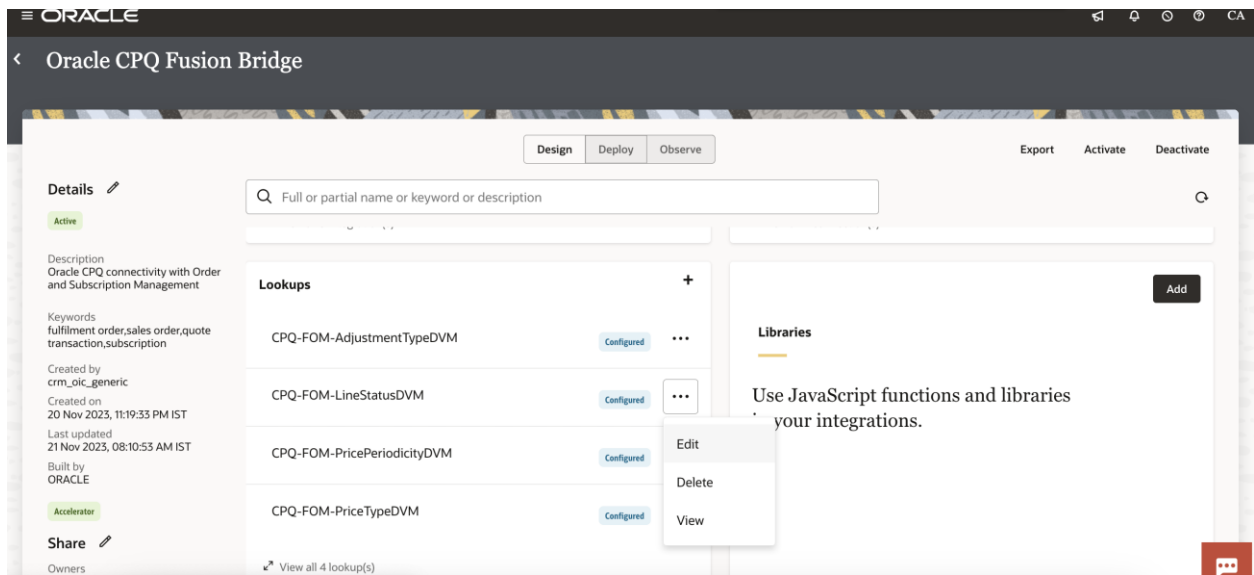 ORACLE
CA
Oracle CPQ Fusion Bridge
Design
Deploy
Observe
Export
Activate
Deactivate
Details
Active
Description
Oracle CPQ connectivity with Order
and Subscription Management
Keywords
fulfilment order,sales order,quote
transaction,subscription
Created by
crm_oic_generic
Created on
20 Nov 2023, 11:19:33 PM IST
Last updated
21 Nov 2023, 08:10:53 AM IST
Built by
ORACLE
Accelerator
Share
Owners
Full or partial name or keyword or description
Lookups
CPQ-FOM-AdjustmentTypeDVM
Configured
CPQ-FOM-LineStatusDVM
Configured
CPQ-FOM-PricePeriodicityDVM
Configured
CPQ-FOM-PriceTypeDVM
Configured
View all 4 lookup(s)
Edit
Delete
View
Add
Libraries
Use JavaScript functions and libraries
your integrations.